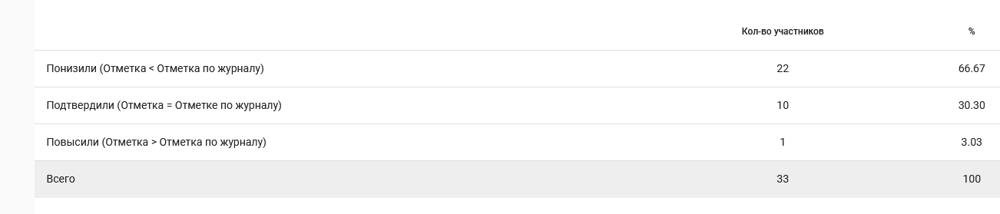 Кол-во участников %
Понизили (Отметка < Отметка по журналу) 22 66.67
Подтвердили (Отметка = Отметке по журналу) 10 30.30
Повысили (Отметка > Отметка по журналу) 1 3.03
Всего 33 100